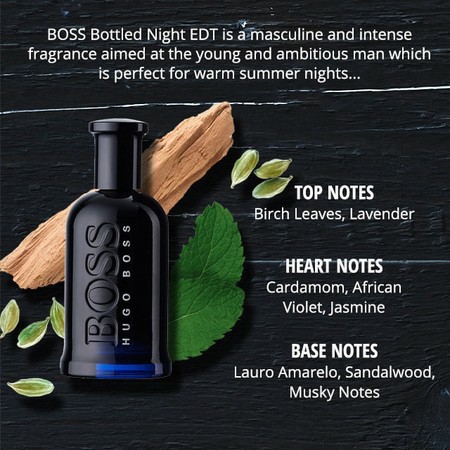 BOSS Bottled Night EDT is a masculine and intense
fragrance aimed at the young and ambitious man which
is perfect for warm summer nights...
TOP NOTES
Birch Leaves, Lavender
HEART NOTES
Cardamom, African
Violet, Jasmine
BASE NOTES
Lauro Amarelo, Sandalwood,
Musky Notes
BOSS
HUGO BOSS